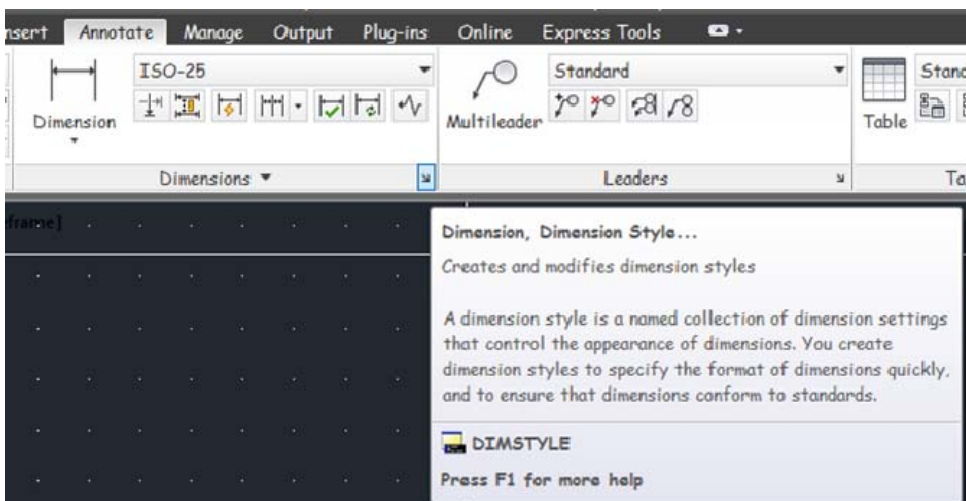 nsert Annotate Manage Output Plug-ins Online Express Tools
ISO-25 Standard Stand
Dimension Multileader Table
Dimensions Leaders Ta
frame]
Dimension, Dimension Style...
Creates and modifies dimension styles
A dimension style is a named collection of dimension settings
that control the appearance of dimensions. You create
dimension styles to specify the format of dimensions quickly,
and to ensure that dimensions conform to standards.
DIMSTYLE
Press F1 for more help